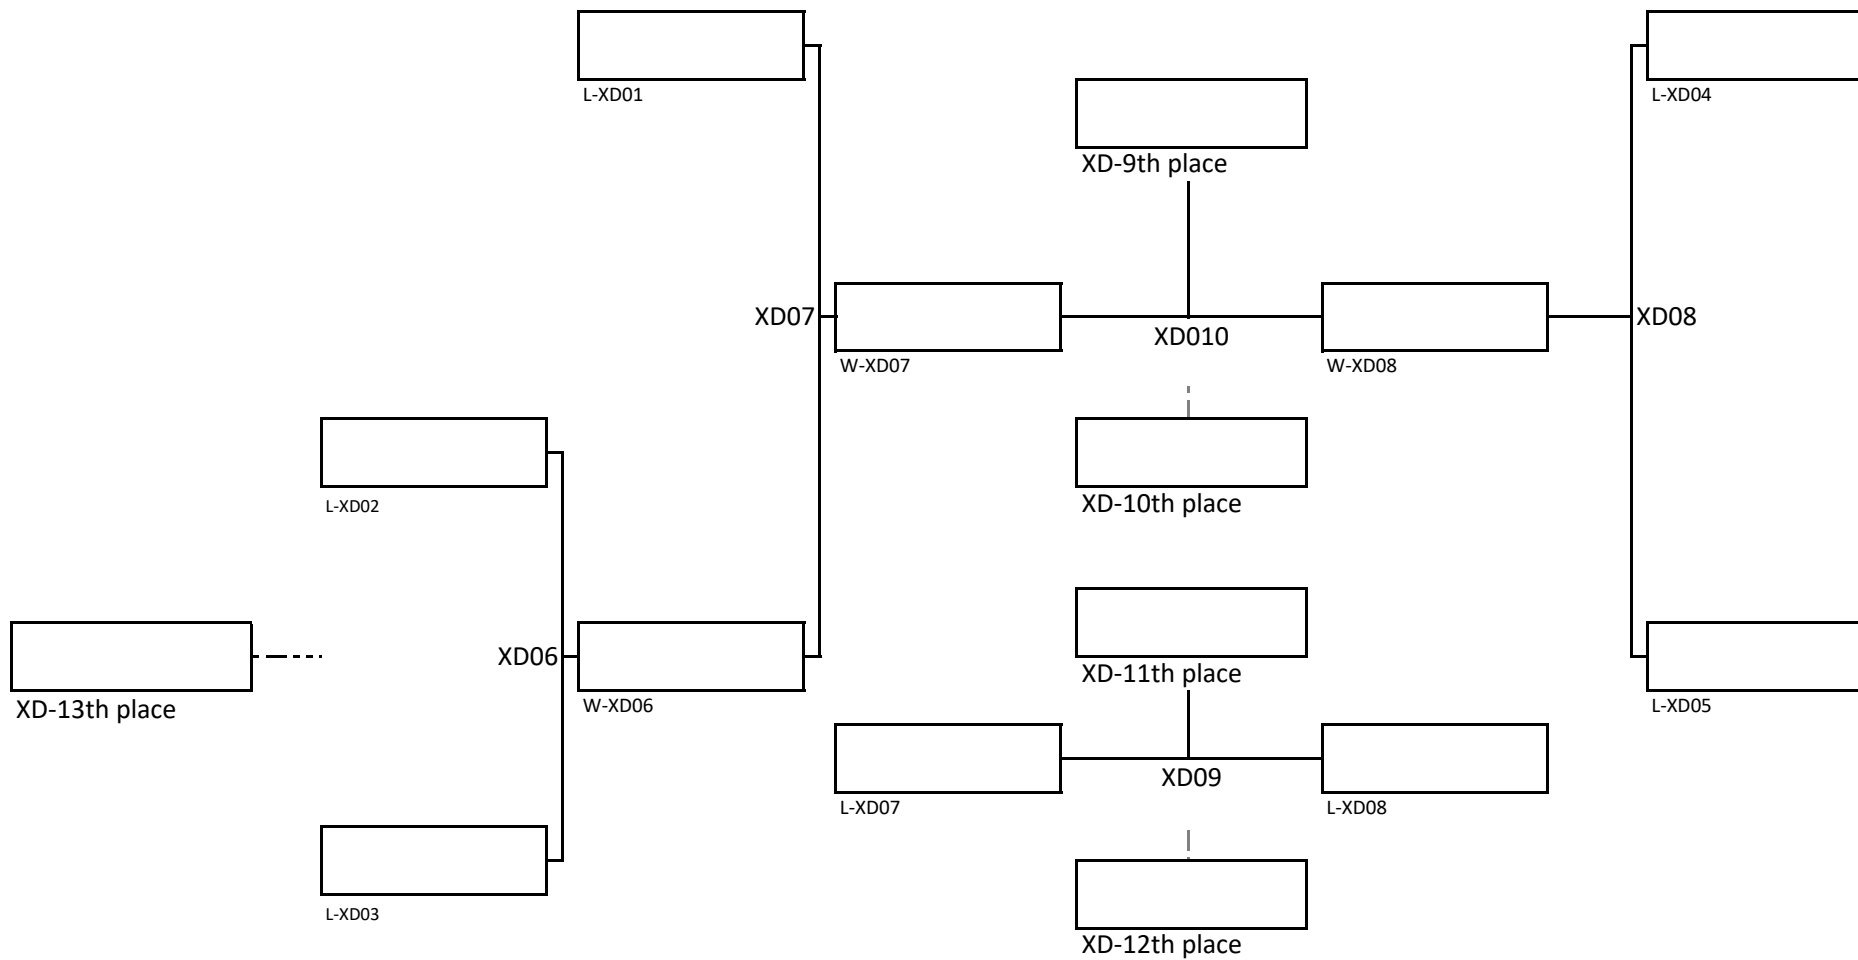 L-XD01
L-XD04
XD-9th place
XD07
XD010
XD08
W-XD07
W-XD08
L-XD02
XD-10th place
XD06
XD-11th place
XD-13th place
W-XD06
L-XD05
XD09
L-XD07
L-XD08
L-XD03
XD-12th place